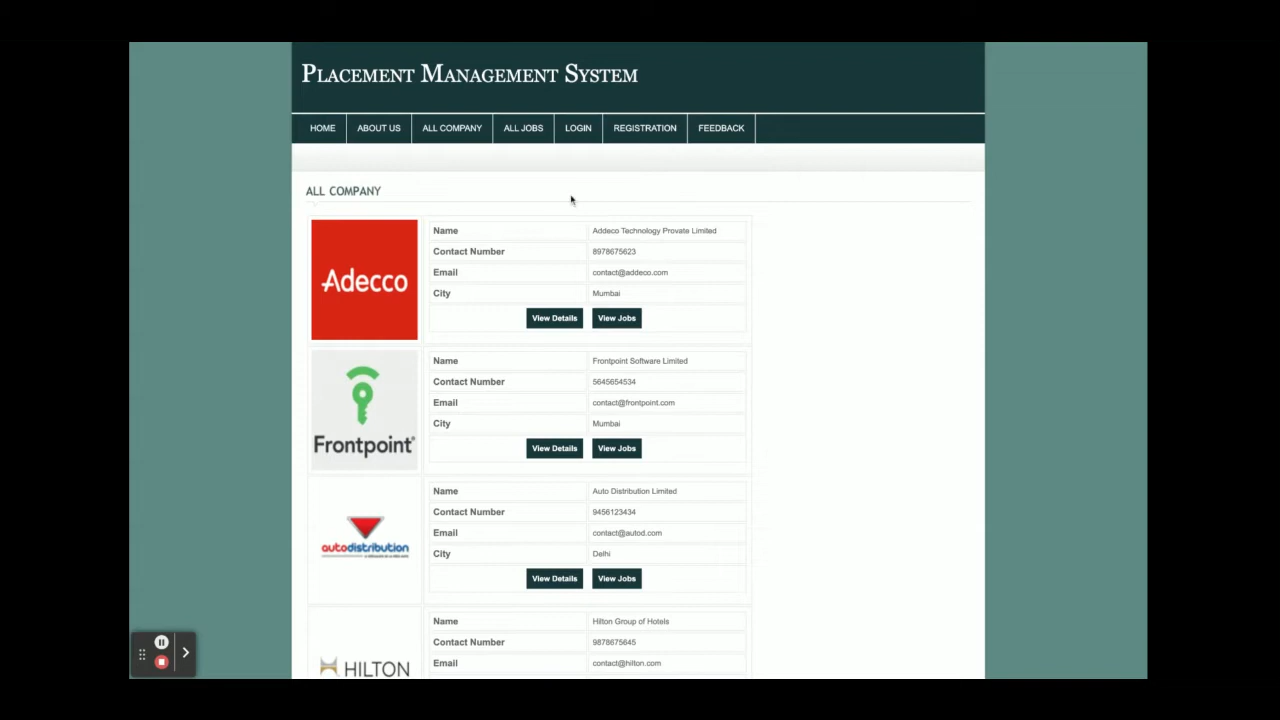 Placement Management System
HOME ABOUT US ALL COMPANY ALL JOBS LOGIN REGISTRATION FEEDBACK
ALL COMPANY
Adecco
Name Addeco Technology Provate Limited
Contact Number 8978675623
Email contact@addeco.com
City Mumbai
View Details View Jobs
Frontpoint
Name Frontpoint Software Limited
Contact Number 5645654534
Email contact@frontpoint.com
City Mumbai
View Details View Jobs
autodistribution
Name Auto Distribution Limited
Contact Number 9456123434
Email contact@autod.com
City Delhi
View Details View Jobs
HILTON
Name Hilton Group of Hotels
Contact Number 9878675645
Email contact@hilton.com